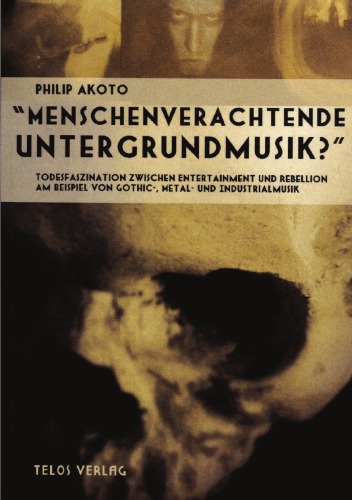 PHILIP AKOTO
"MENSCHENVERACHTENDE
UNTERGRUNDMUSIK?"
TODESFASZINATION ZWISCHEN ENTERTAINMENT UND REBELLION
AM BEISPIEL VON GOTHIC-, METAL- UND INDUSTRIALMUSIK
TELOS VERLAG